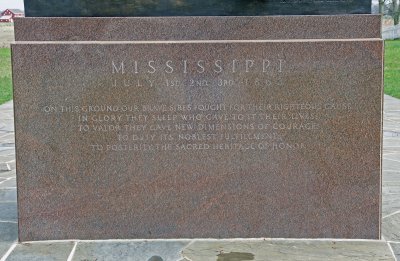 MISSISSIPPI
JULY 1ST 2ND 3RD 1863
ON THIS GROUND OUR BRAVE SIRES FOUGHT FOR THEIR RIGHTEOUS CAUSE
IN GLORY THEY SLEEP WHO GAVE TO IT THEIR LIVES
TO VALOR THEY GAVE NEW DIMENSIONS OF COURAGE
TO DUTY ITS NOBLEST FULFILLMENT
TO POSTERITY THE SACRED HERITAGE OF HONOR